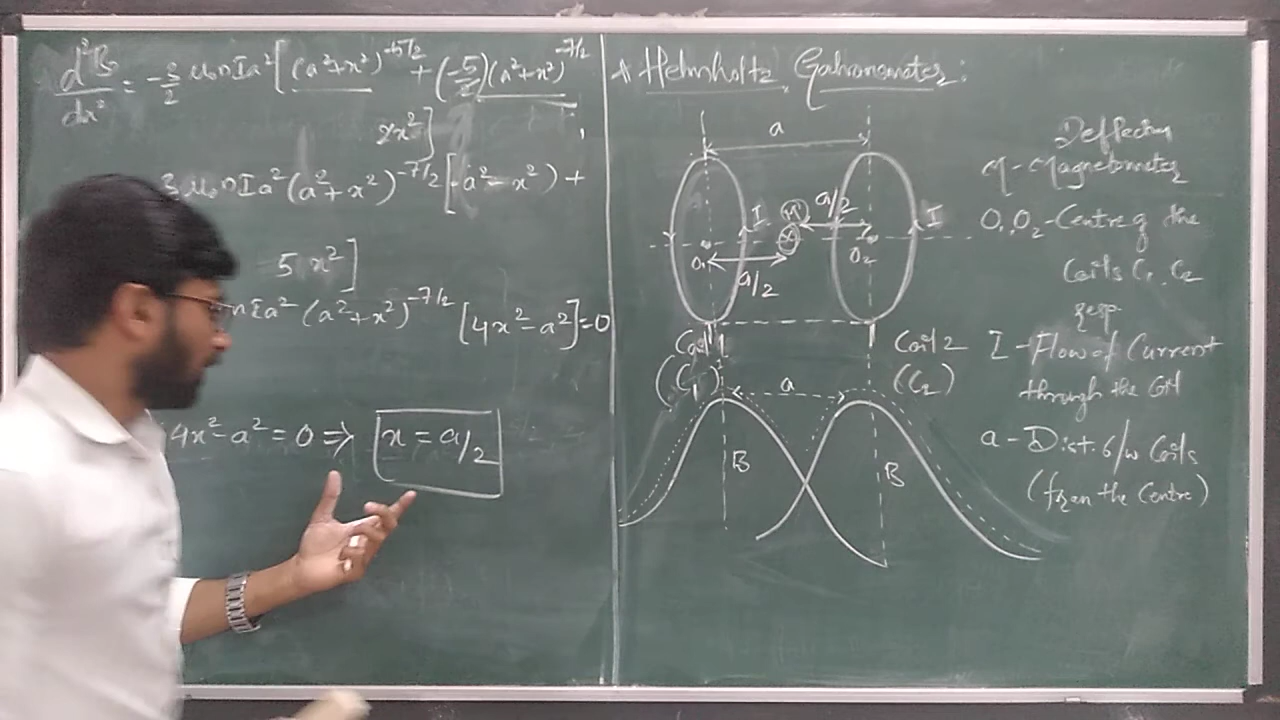 d²B/dx² = -3/2 μ₀nIa² [(a²+x²)^-5/2 + (-5/2)(a²+x²)^-7/2
2x²]
3μ₀nIa² (a²+x²)^-7/2 [-a²-x²) +
5x²]
nIa² (a²+x²)^-7/2 [4x²-a²]=0
4x²-a² = 0 ⇒ x = a/2
Helmholtz Galvanometer:
a
M
a/2
I
I
O₁
O₂
a/2
Coil 1
(C₁)
Coil 2
(C₂)
a
B
B
Deflection
M-Magnetometer
O₁,O₂-Centre of the
Coils C₁, C₂
resp
I-Flow of Current
through the
a-Dist. b/w Coils
(from the Centre)